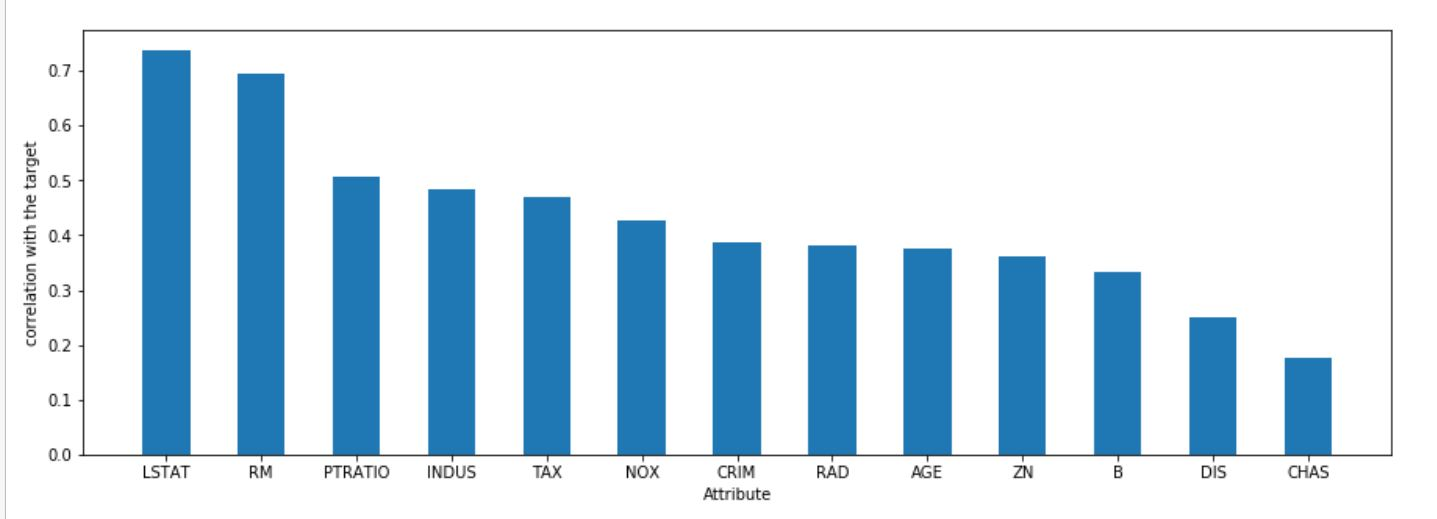 correlation with the target
0.7
0.6
0.5
0.4
0.3
0.2
0.1
0.0
LSTAT RM PTRATIO INDUS TAX NOX CRIM RAD AGE ZN B DIS CHAS
Attribute